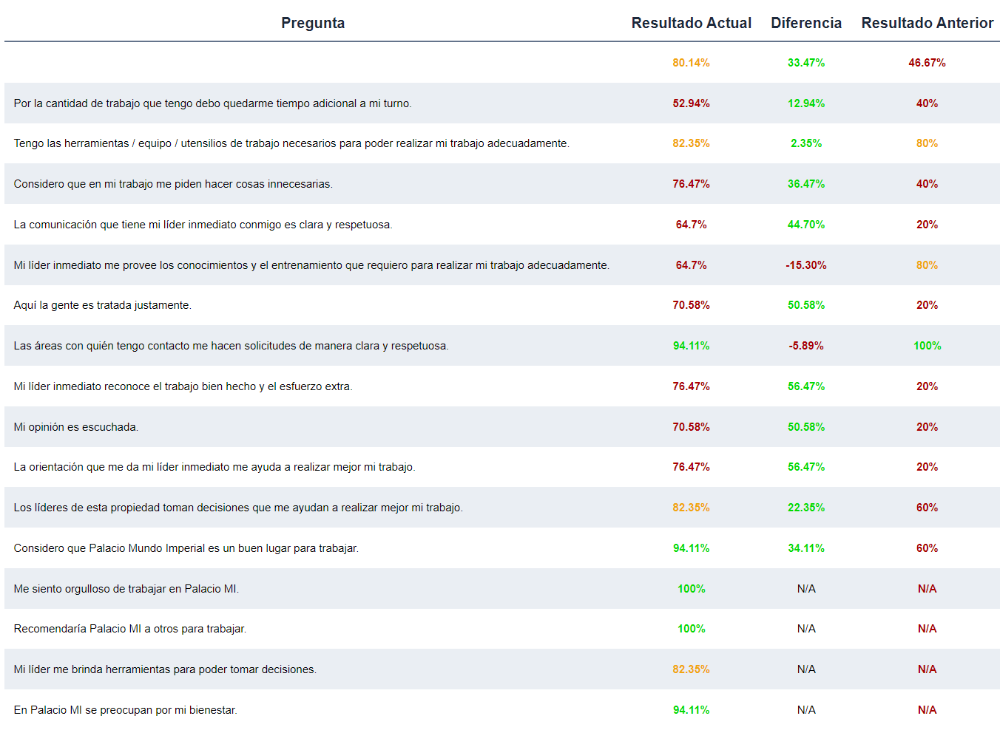 Pregunta Resultado Actual Diferencia Resultado Anterior
80.14% 33.47% 46.67%
Por la cantidad de trabajo que tengo debo quedarme tiempo adicional a mi turno. 52.94% 12.94% 40%
Tengo las herramientas / equipo / utensilios de trabajo necesarios para poder realizar mi trabajo adecuadamente. 82.35% 2.35% 80%
Considero que en mi trabajo me piden hacer cosas innecesarias. 76.47% 36.47% 40%
La comunicación que tiene mi líder inmediato conmigo es clara y respetuosa. 64.7% 44.70% 20%
Mi líder inmediato me provee los conocimientos y el entrenamiento que requiero para realizar mi trabajo adecuadamente. 64.7% -15.30% 80%
Aquí la gente es tratada justamente. 70.58% 50.58% 20%
Las áreas con quién tengo contacto me hacen solicitudes de manera clara y respetuosa. 94.11% -5.89% 100%
Mi líder inmediato reconoce el trabajo bien hecho y el esfuerzo extra. 76.47% 56.47% 20%
Mi opinión es escuchada. 70.58% 50.58% 20%
La orientación que me da mi líder inmediato me ayuda a realizar mejor mi trabajo. 76.47% 56.47% 20%
Los líderes de esta propiedad toman decisiones que me ayudan a realizar mejor mi trabajo. 82.35% 22.35% 60%
Considero que Palacio Mundo Imperial es un buen lugar para trabajar. 94.11% 34.11% 60%
Me siento orgulloso de trabajar en Palacio MI. 100% N/A N/A
Recomendaría Palacio MI a otros para trabajar. 100% N/A N/A
Mi líder me brinda herramientas para poder tomar decisiones. 82.35% N/A N/A
En Palacio MI se preocupan por mi bienestar. 94.11% N/A N/A